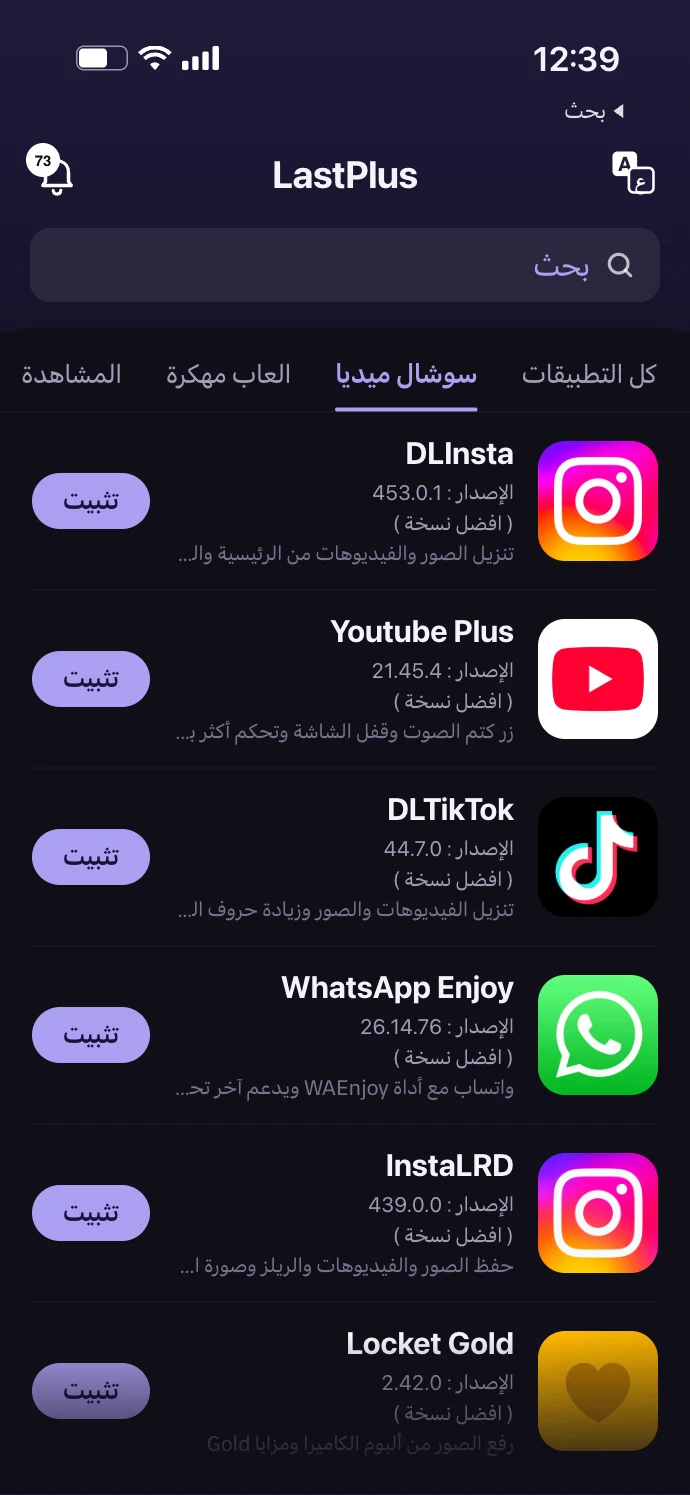 12:39
بحث
73
LastPlus
A
ع
بحث
كل التطبيقات
سوشال ميديا
العاب مهكرة
المشاهدة
DLInsta
الإصدار : 453.0.1
( افضل نسخة )
تنزيل الصور والفيديوهات من الرئيسية والـ...
تثبيت
Youtube Plus
الإصدار : 21.45.4
( افضل نسخة )
زر كتم الصوت وقفل الشاشة وتحكم أكثر بـ...
تثبيت
DLTikTok
الإصدار : 44.7.0
( افضل نسخة )
تنزيل الفيديوهات والصور وزيادة حروف الـ...
تثبيت
WhatsApp Enjoy
الإصدار : 26.14.76
( افضل نسخة )
واتساب مع أداة WAEnjoy ويدعم آخر تحـ...
تثبيت
InstaLRD
الإصدار : 439.0.0
( افضل نسخة )
حفظ الصور والفيديوهات والريلز وصورة ا...
تثبيت
Locket Gold
الإصدار : 2.42.0
( افضل نسخة )
رفع الصور من ألبوم الكاميرا ومزايا Gold
تثبيت